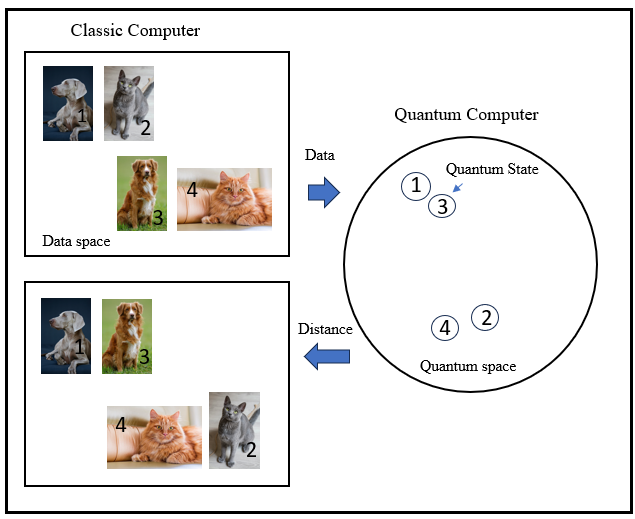 Classic Computer
1
2
3
4
Data space
Data
Quantum Computer
1
Quantum State
3
4
2
Quantum space
Distance
1
3
4
2